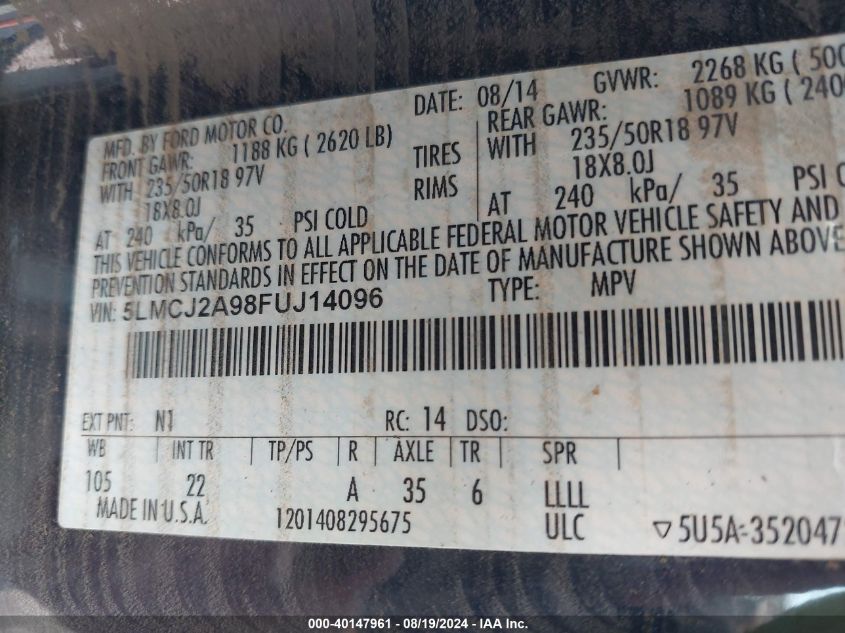 MFD. BY FORD MOTOR CO. DATE: 08/14 GVWR: 2268 KG (
FRONT GAWR: 1188 KG ( 2620 LB) REAR GAWR: 1089 KG (
WITH 235/50R18 97V TIRES WITH 235/50R18 97V
18X8.0J RIMS 18X8.0J
AT 240 kPa/ 35 PSI COLD AT 240 kPa/ 35 PSI
THIS VEHICLE CONFORMS TO ALL APPLICABLE FEDERAL MOTOR VEHICLE SAFETY AND
PREVENTION STANDARDS IN EFFECT ON THE DATE OF MANUFACTURE SHOWN ABOVE
VIN: 5LMCJ2A98FUJ14096 TYPE: MPV
EXT PNT: N1 RC: 14 DSO:
WB INT TR TP/PS R AXLE TR SPR
105 22 A 35 6 LLLL
MADE IN U.S.A. 1201408295675 ULC ▽5U5A-352047
000-40147961 - 08/19/2024 - IAA Inc.